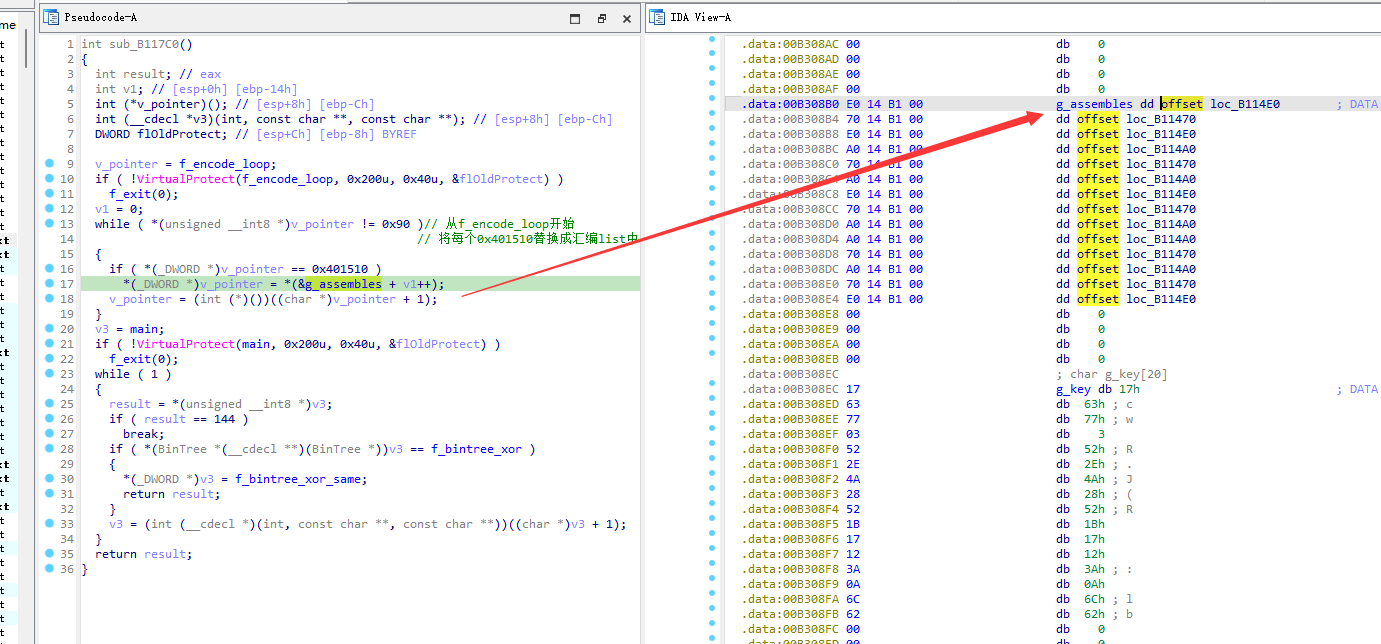 Pseudocode-A
1 int sub_B117C0()
2 {
3 int result; // eax
4 int v1; // [esp+0h] [ebp-14h]
5 int (*v_pointer)(); // [esp+8h] [ebp-Ch]
6 int (__cdecl *v3)(int, const char **, const char **); // [esp+8h] [ebp-Ch]
7 DWORD flOldProtect; // [esp+Ch] [ebp-8h] BYREF
8
9 v_pointer = f_encode_loop;
10 if ( !VirtualProtect(f_encode_loop, 0x200u, 0x40u, &flOldProtect) )
11 f_exit(0);
12 v1 = 0;
13 while ( *(unsigned __int8 *)v_pointer != 0x90 )// 从f_encode_loop开始
14 // 将每个0x401510替换成汇编list中
15 {
16 if ( *(_DWORD *)v_pointer == 0x401510 )
17 *(_DWORD *)v_pointer = *(&g_assembles + v1++);
18 v_pointer = (int (*)())((char *)v_pointer + 1);
19 }
20 v3 = main;
21 if ( !VirtualProtect(main, 0x200u, 0x40u, &flOldProtect) )
22 f_exit(0);
23 while ( 1 )
24 {
25 result = *(unsigned __int8 *)v3;
26 if ( result == 144 )
27 break;
28 if ( *(BinTree *(__cdecl **)(BinTree *))v3 == f_bintree_xor )
29 {
30 *(_DWORD *)v3 = f_bintree_xor_same;
31 return result;
32 }
33 v3 = (int (__cdecl *)(int, const char **, const char **))((char *)v3 + 1);
34 }
35 return result;
36 }
IDA View-A
.data:00B308AC 00 db 0
.data:00B308AD 00 db 0
.data:00B308AE 00 db 0
.data:00B308AF 00 db 0
.data:00B308B0 E0 14 B1 00 g_assembles dd offset loc_B114E0 ; DATA
.data:00B308B4 70 14 B1 00 dd offset loc_B11470
.data:00B308B8 E0 14 B1 00 dd offset loc_B114E0
.data:00B308BC A0 14 B1 00 dd offset loc_B114A0
.data:00B308C0 70 14 B1 00 dd offset loc_B11470
.data:00B308C4 A0 14 B1 00 dd offset loc_B114A0
.data:00B308C8 E0 14 B1 00 dd offset loc_B114E0
.data:00B308CC 70 14 B1 00 dd offset loc_B11470
.data:00B308D0 A0 14 B1 00 dd offset loc_B114A0
.data:00B308D4 A0 14 B1 00 dd offset loc_B114A0
.data:00B308D8 70 14 B1 00 dd offset loc_B11470
.data:00B308DC A0 14 B1 00 dd offset loc_B114A0
.data:00B308E0 70 14 B1 00 dd offset loc_B11470
.data:00B308E4 E0 14 B1 00 dd offset loc_B114E0
.data:00B308E8 00 db 0
.data:00B308E9 00 db 0
.data:00B308EA 00 db 0
.data:00B308EB 00 db 0
.data:00B308EC ; char g_key[20]
.data:00B308EC 17 g_key db 17h ; DATA
.data:00B308ED 63 db 63h ; c
.data:00B308EE 77 db 77h ; w
.data:00B308EF 03 db 3
.data:00B308F0 52 db 52h ; R
.data:00B308F1 2E db 2Eh ; .
.data:00B308F2 4A db 4Ah ; J
.data:00B308F3 28 db 28h ; (
.data:00B308F4 52 db 52h ; R
.data:00B308F5 1B db 1Bh
.data:00B308F6 17 db 17h
.data:00B308F7 12 db 12h
.data:00B308F8 3A db 3Ah ; :
.data:00B308F9 0A db 0Ah
.data:00B308FA 6C db 6Ch ; l
.data:00B308FB 62 db 62h ; b
.data:00B308FC 00 db 0